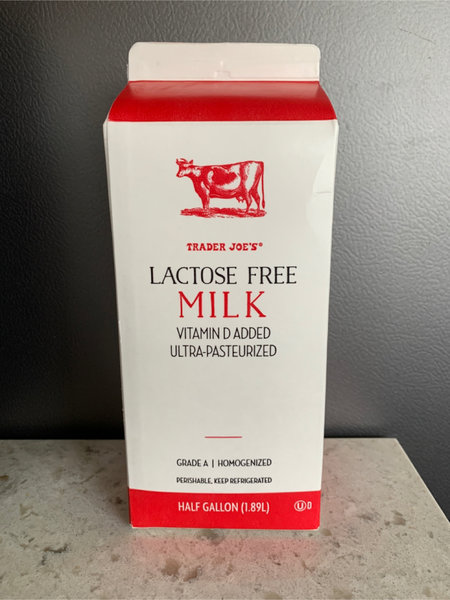 TRADER JOE'S®
LACTOSE FREE
MILK
VITAMIN D ADDED
ULTRA-PASTEURIZED
GRADE A | HOMOGENIZED
PERISHABLE, KEEP REFRIGERATED
HALF GALLON (1.89L)
U D